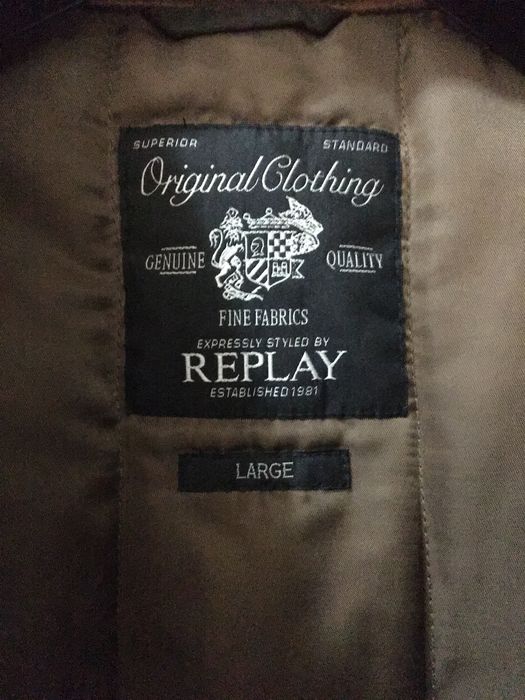 SUPERIOR STANDARD
Original Clothing
GENUINE QUALITY
FINE FABRICS
EXPRESSLY STYLED BY
REPLAY
ESTABLISHED 1981
LARGE